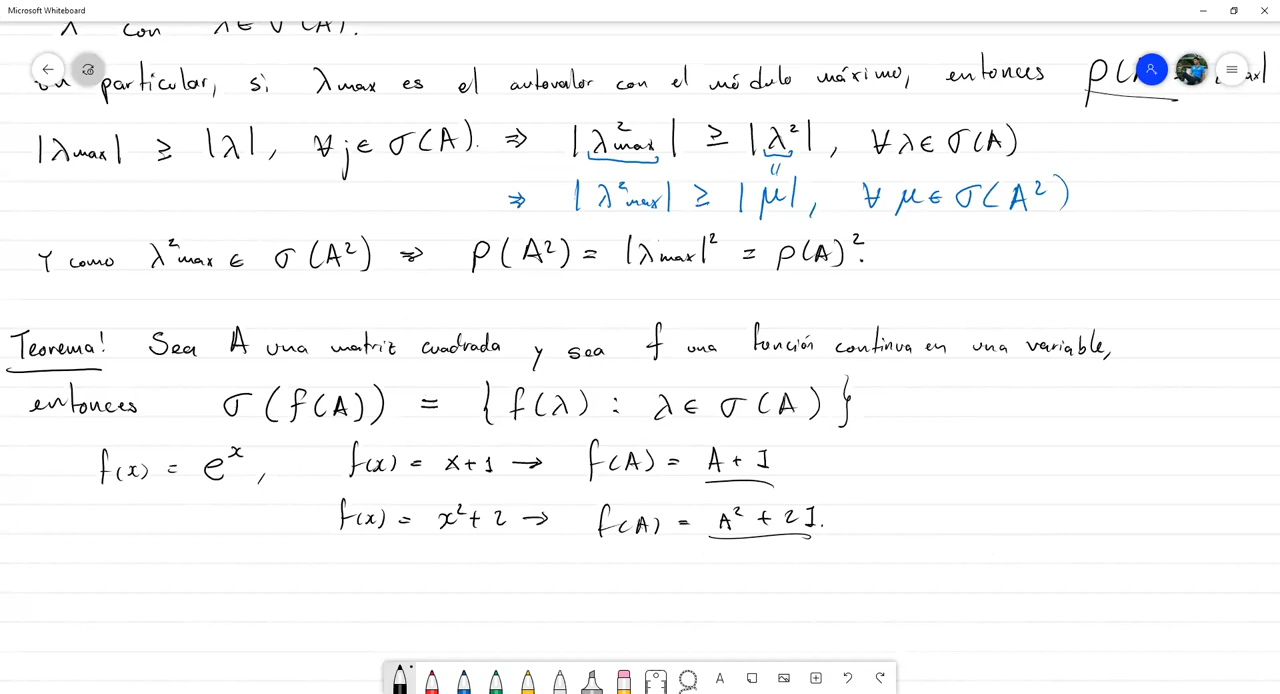 Microsoft Whiteboard
λ con λ ∈ σ(A).
particular, si λmax es el autovalor con el módulo máximo, entonces ρ(
|λmax| ≥ |λ|, ∀ j ∈ σ(A). ⇒ |λ²max| ≥ |λ²|, ∀ λ ∈ σ(A)
⇒ |λ²max| ≥ |μ|, ∀ μ ∈ σ(A²)
Y como λ²max ∈ σ(A²) ⇒ ρ(A²) = |λmax|² = ρ(A)².
Teorema! Sea A una matriz cuadrada y sea f una función continua en una variable,
entonces σ(f(A)) = {f(λ) : λ ∈ σ(A)}
f(x) = eˣ, f(x) = x+1 → f(A) = A + I
f(x) = x² + 2 → f(A) = A² + 2I.